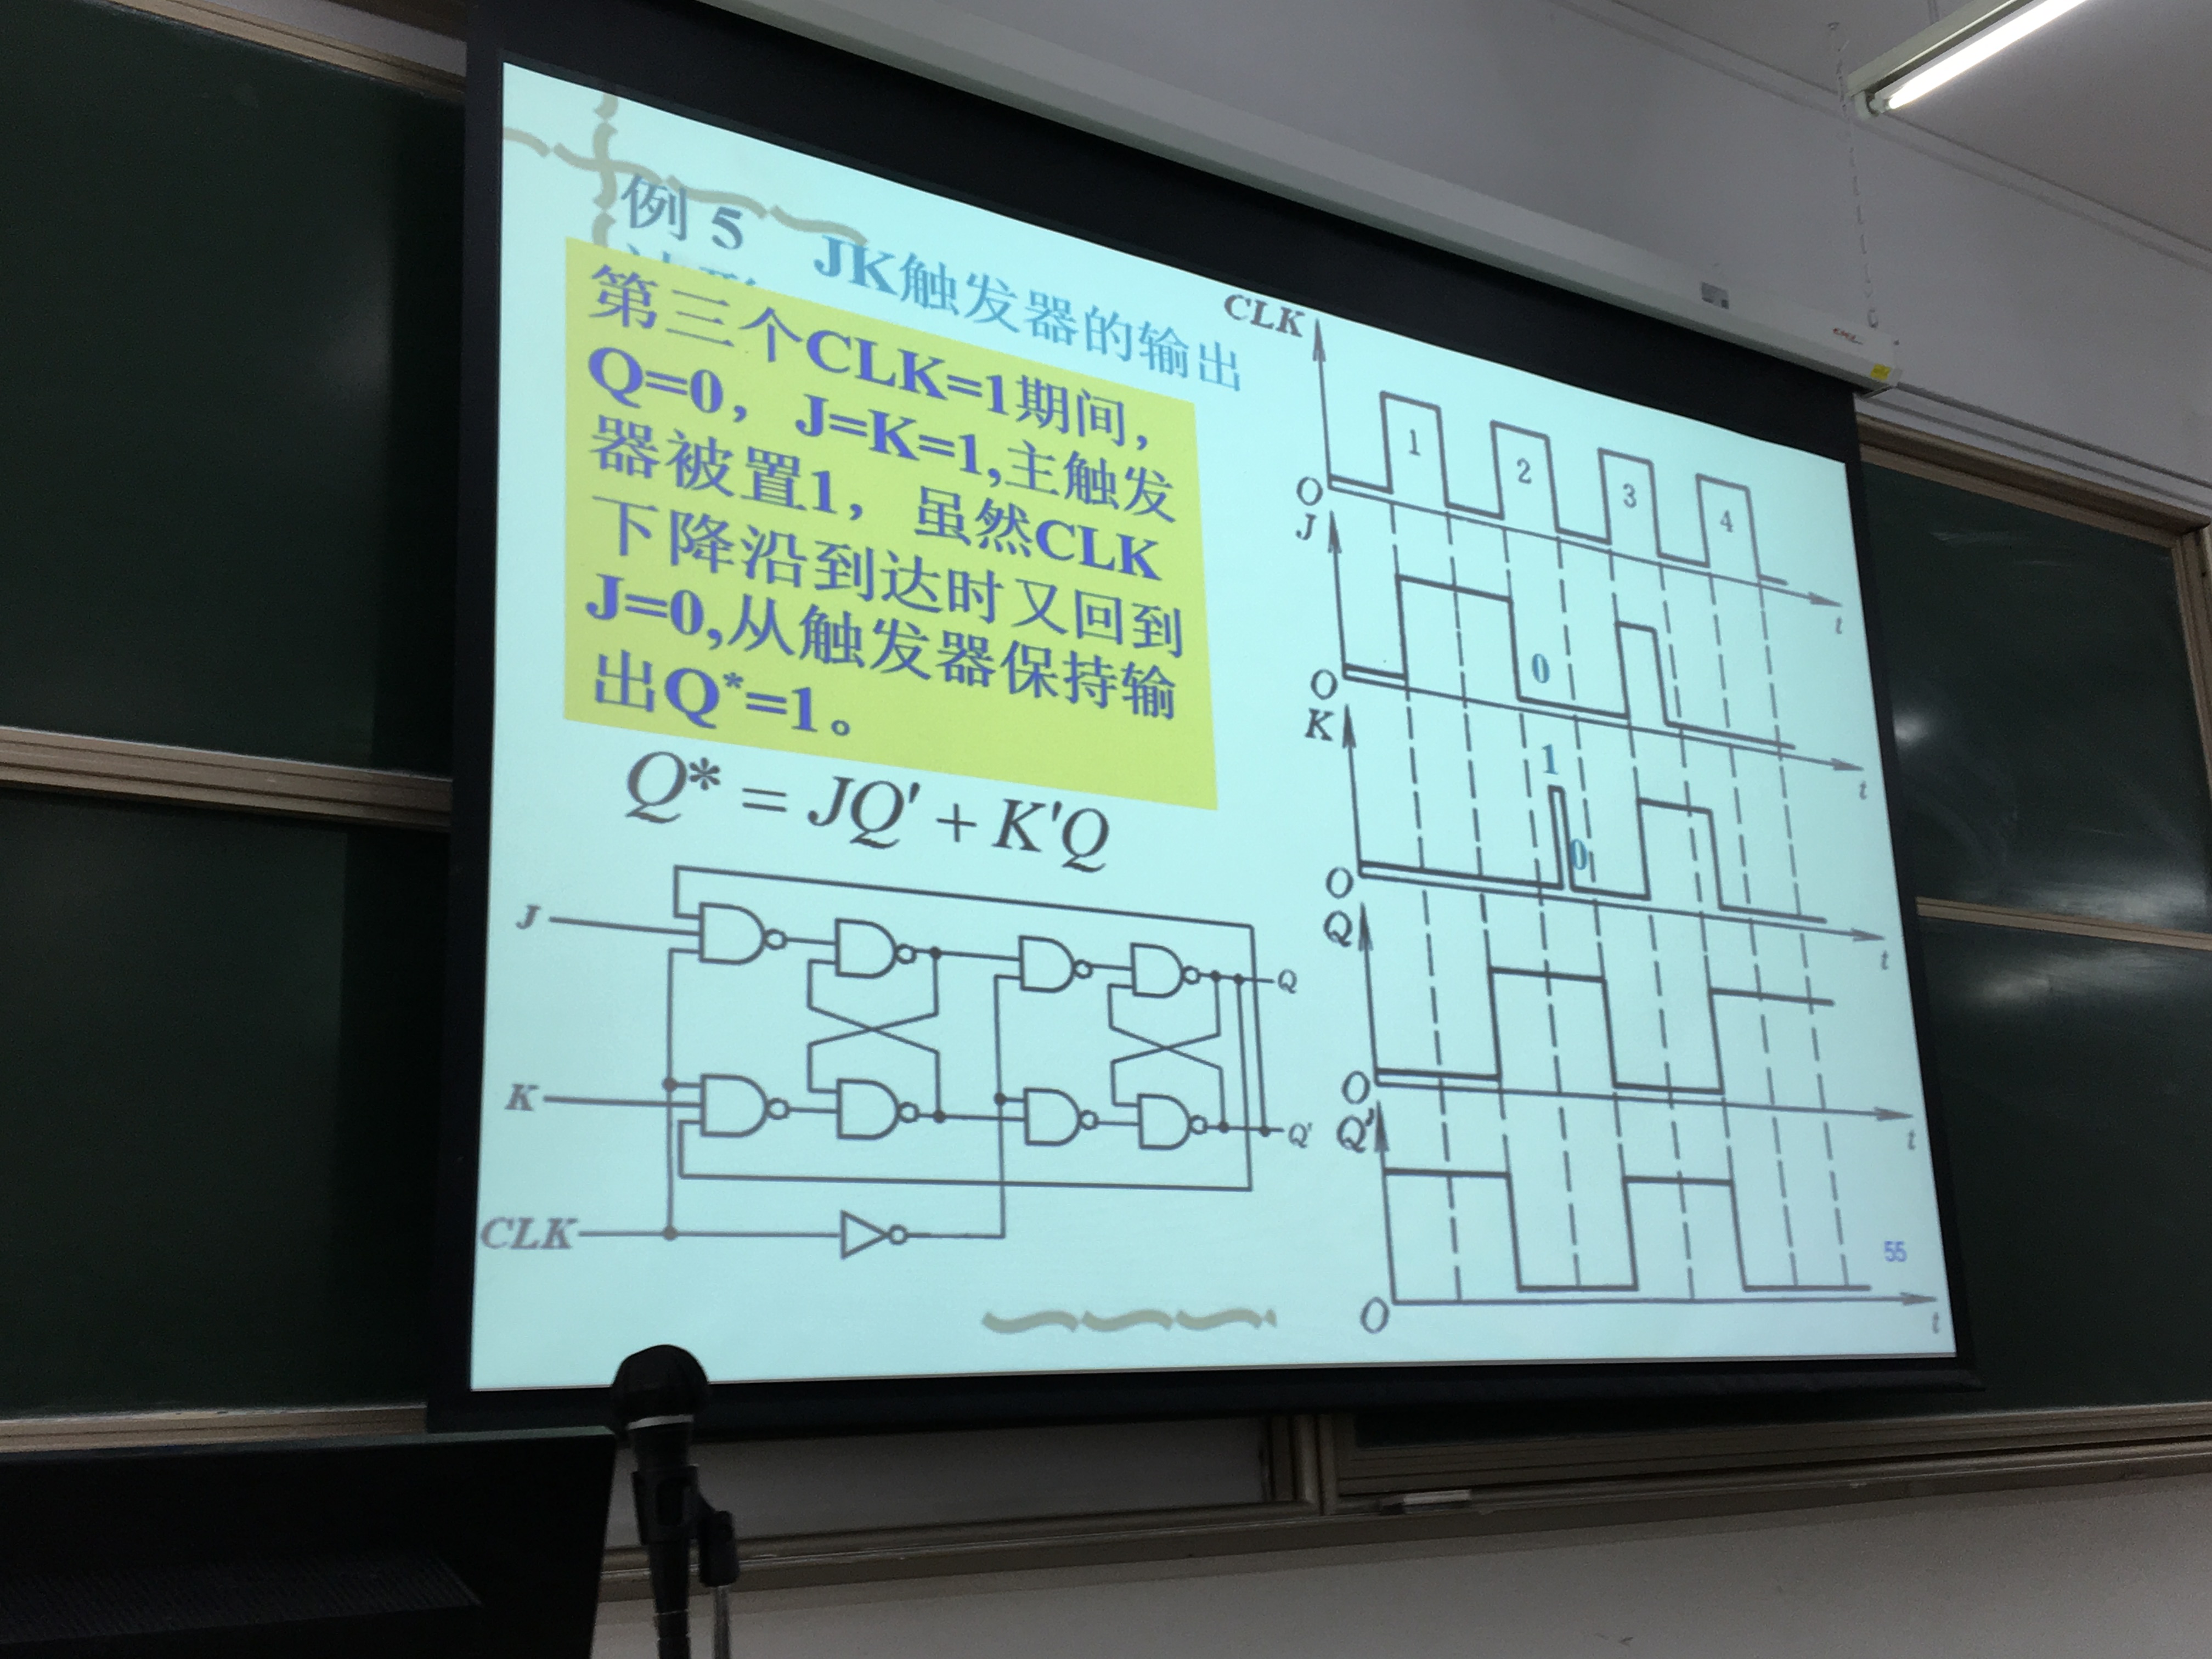 例 5 JK触发器的输出
第三个CLK=1期间,
Q=0, J=K=1,主触发
器被置1, 虽然CLK
下降沿到达时又回到
J=0,从触发器保持输
出Q*=1。
Q* = JQ' + K'Q
J
K
CLK
Q
Q'
CLK
1
2
3
4
O
t
J
0
O
t
K
1
0
O
t
Q
O
t
Q'
O
t
55